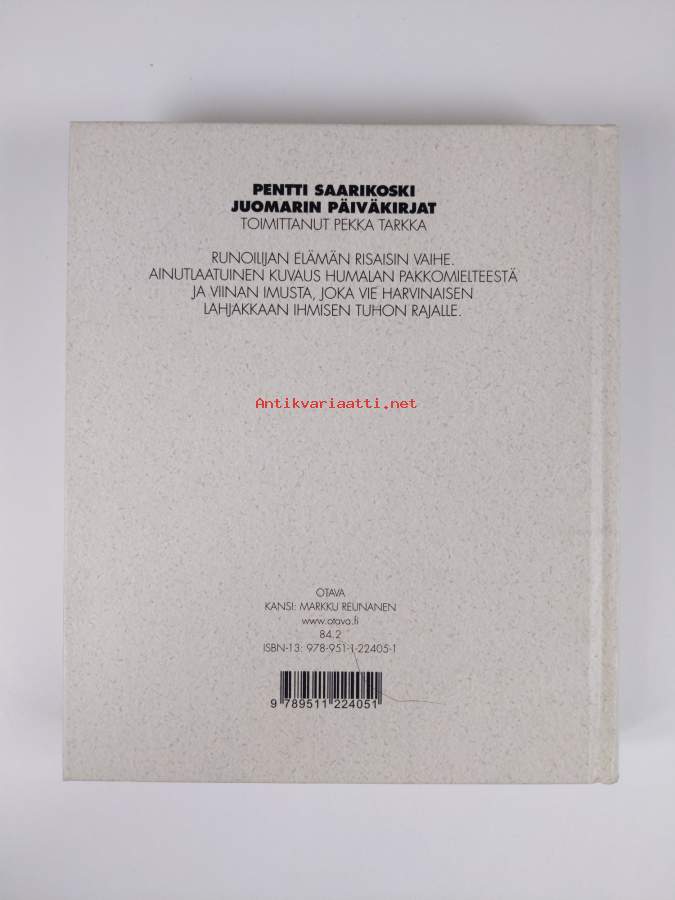 PENTTI SAARIKOSKI
JUOMARIN PÄIVÄKIRJAT
TOIMITTANUT PEKKA TARKKA
RUNOILIJAN ELÄMÄN RISAISIN VAIHE.
AINUTLAATUINEN KUVAUS HUMALAN PAKKOMIELTEESTÄ
JA VIINAN IMUSTA, JOKA VIE HARVINAISEN
LAHJAKKAAN IHMISEN TUHON RAJALLE.
Antikvariaatti.net
OTAVA
KANSI: MARKKU REUNANEN
www.otava.fi
84.2
ISBN-13: 978-951-1-22405-1
9 789511 224051